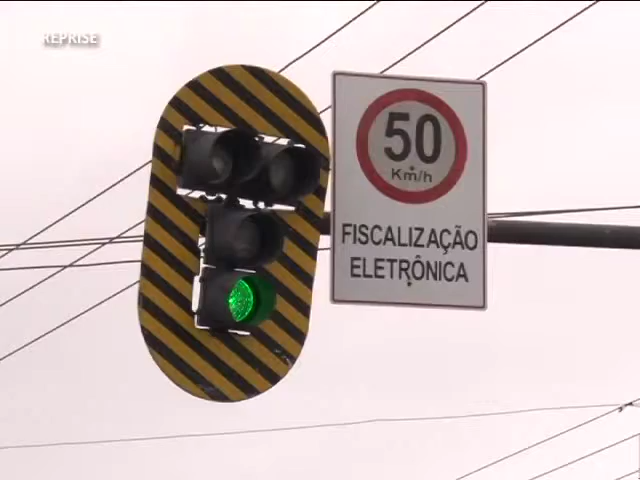 REPRISE
50
Km/h
FISCALIZAÇÃO
ELETRÔNICA